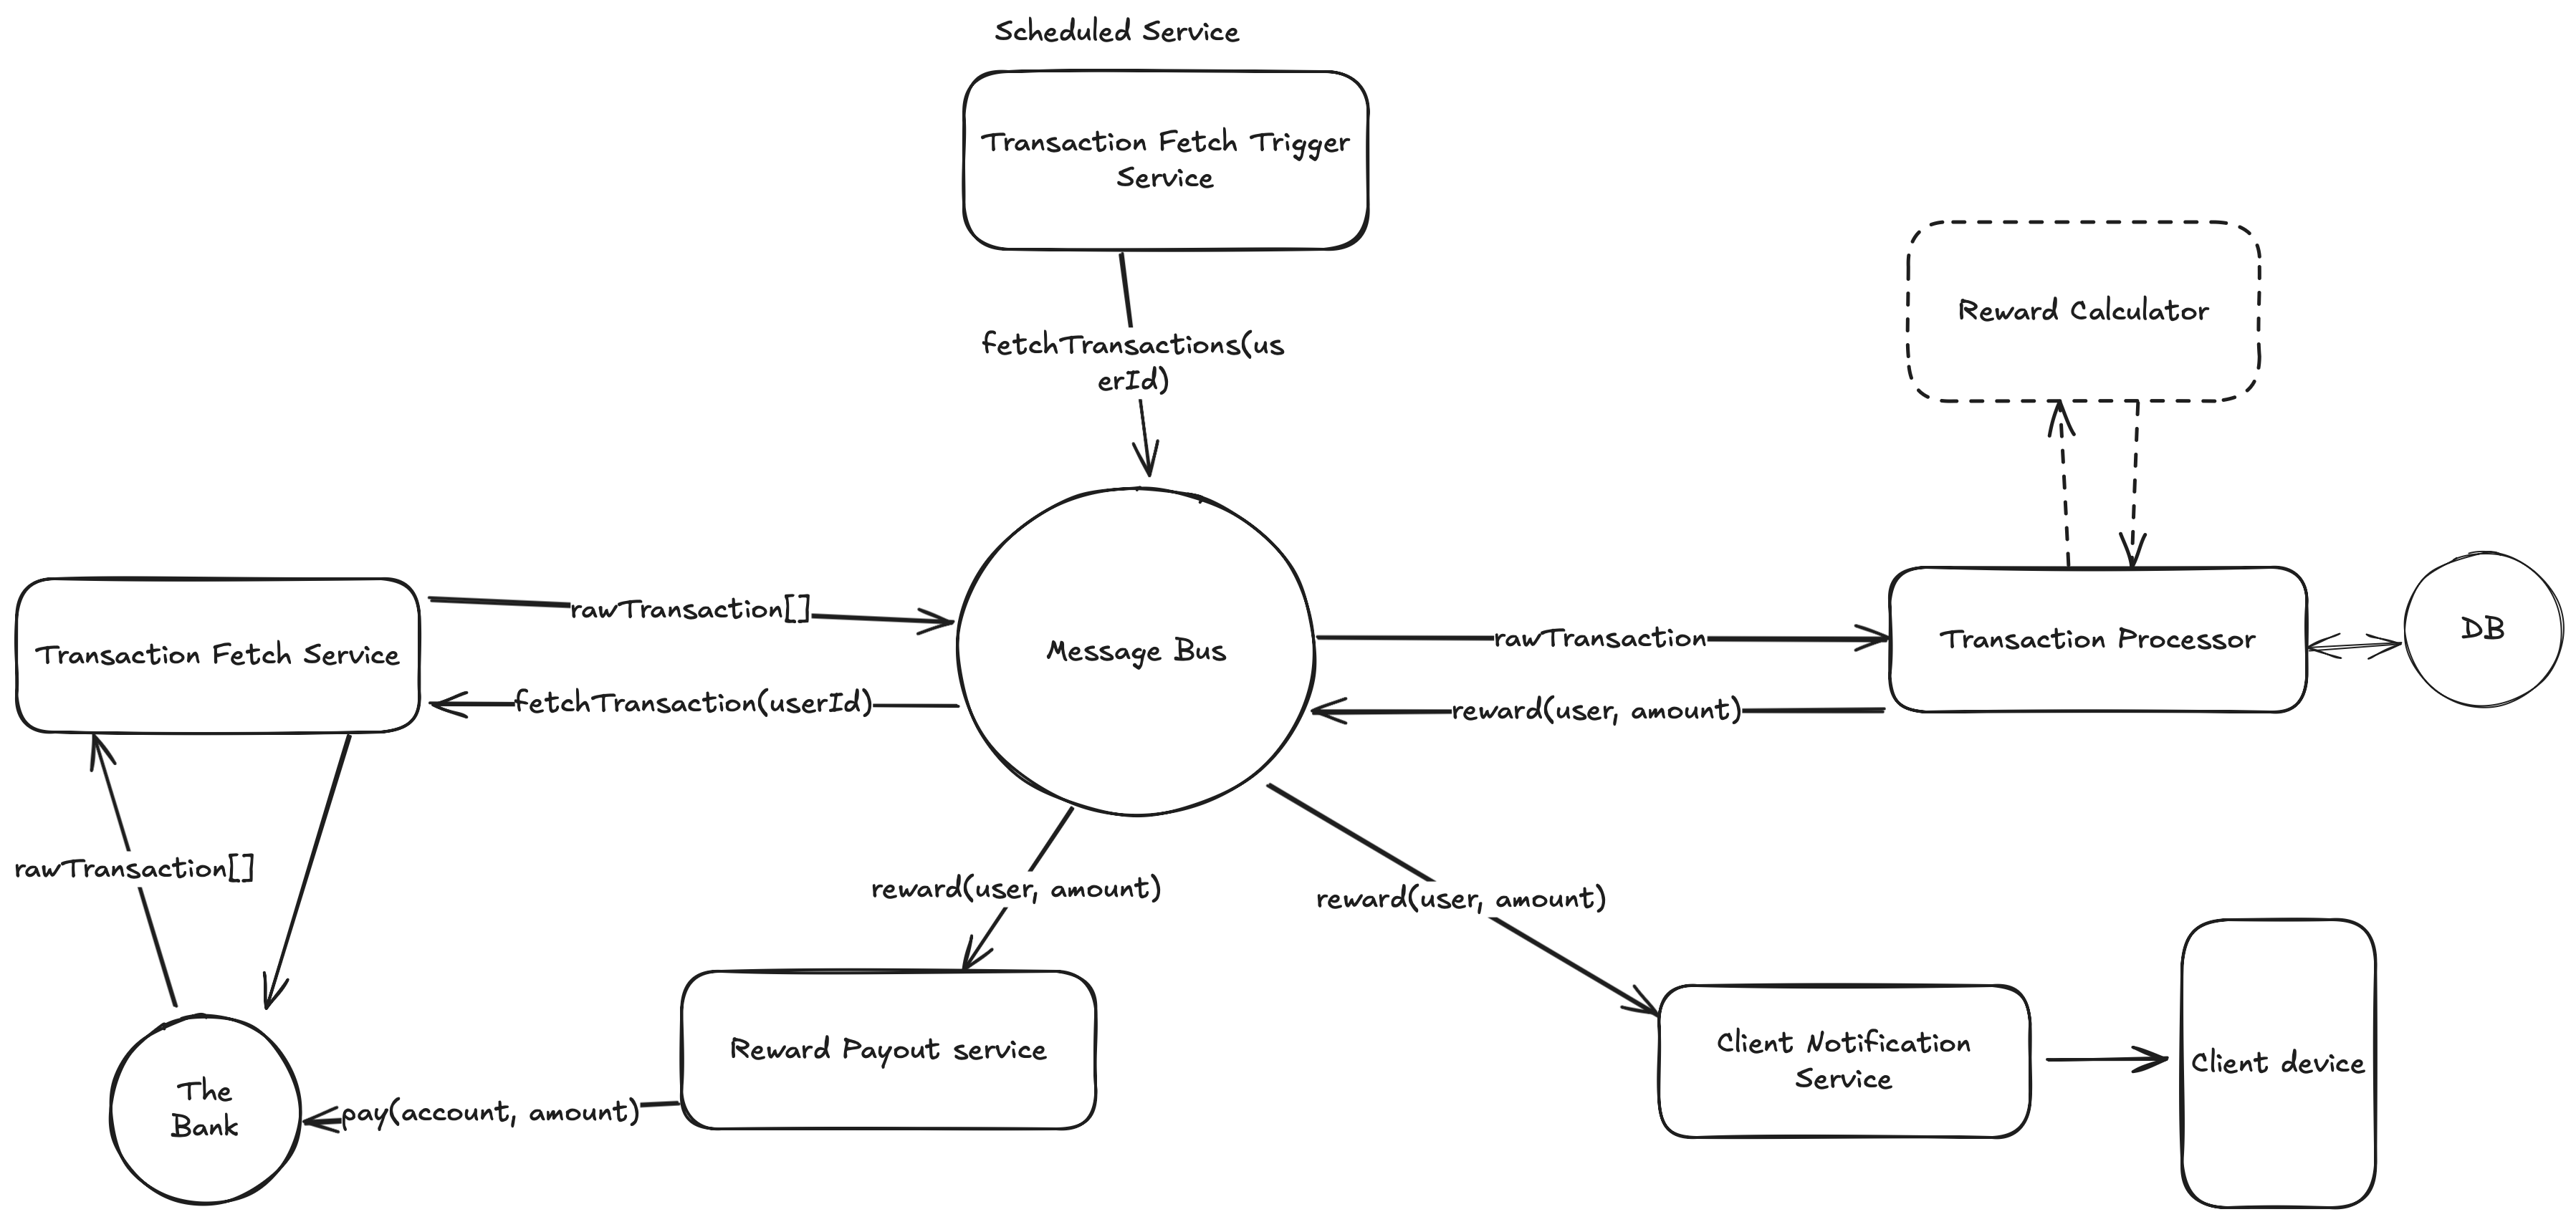 Scheduled Service
Transaction Fetch Trigger
Service
fetchTransactions(us
erId)
Reward Calculator
rawTransaction[]
Transaction Fetch Service
fetchTransaction(userId)
Message Bus
rawTransaction
reward(user, amount)
Transaction Processor
DB
rawTransaction[]
reward(user, amount)
reward(user, amount)
The
Bank
pay(account, amount)
Reward Payout service
Client Notification
Service
Client device